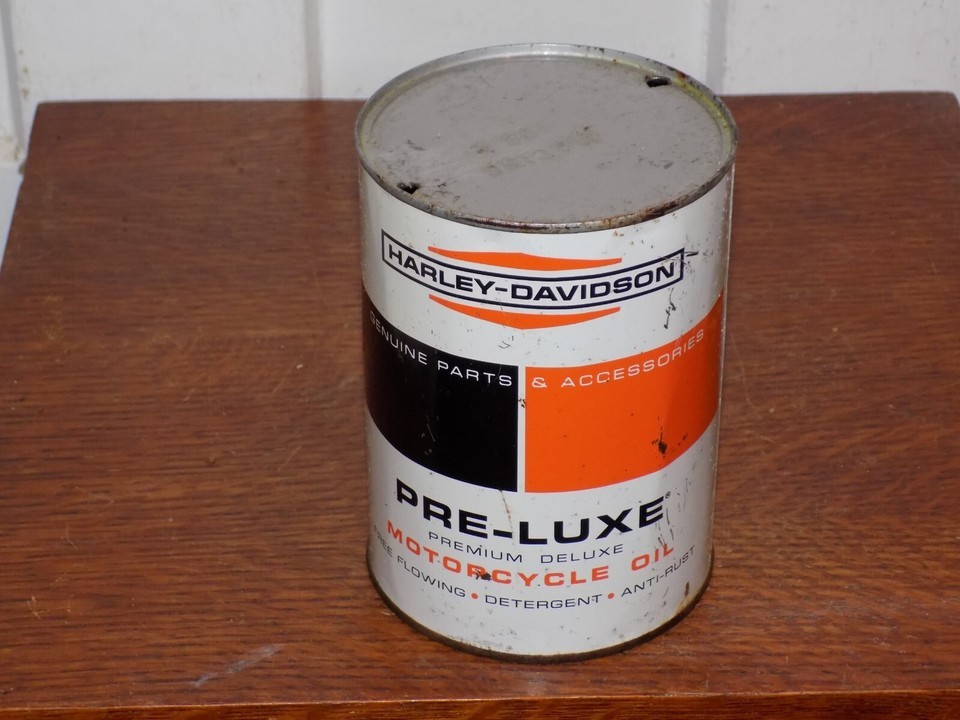 HARLEY-DAVIDSON
GENUINE PARTS & ACCESSORIES
PRE-LUXE®
PREMIUM DELUXE
MOTORCYCLE OIL
FREE FLOWING • DETERGENT • ANTI-RUST